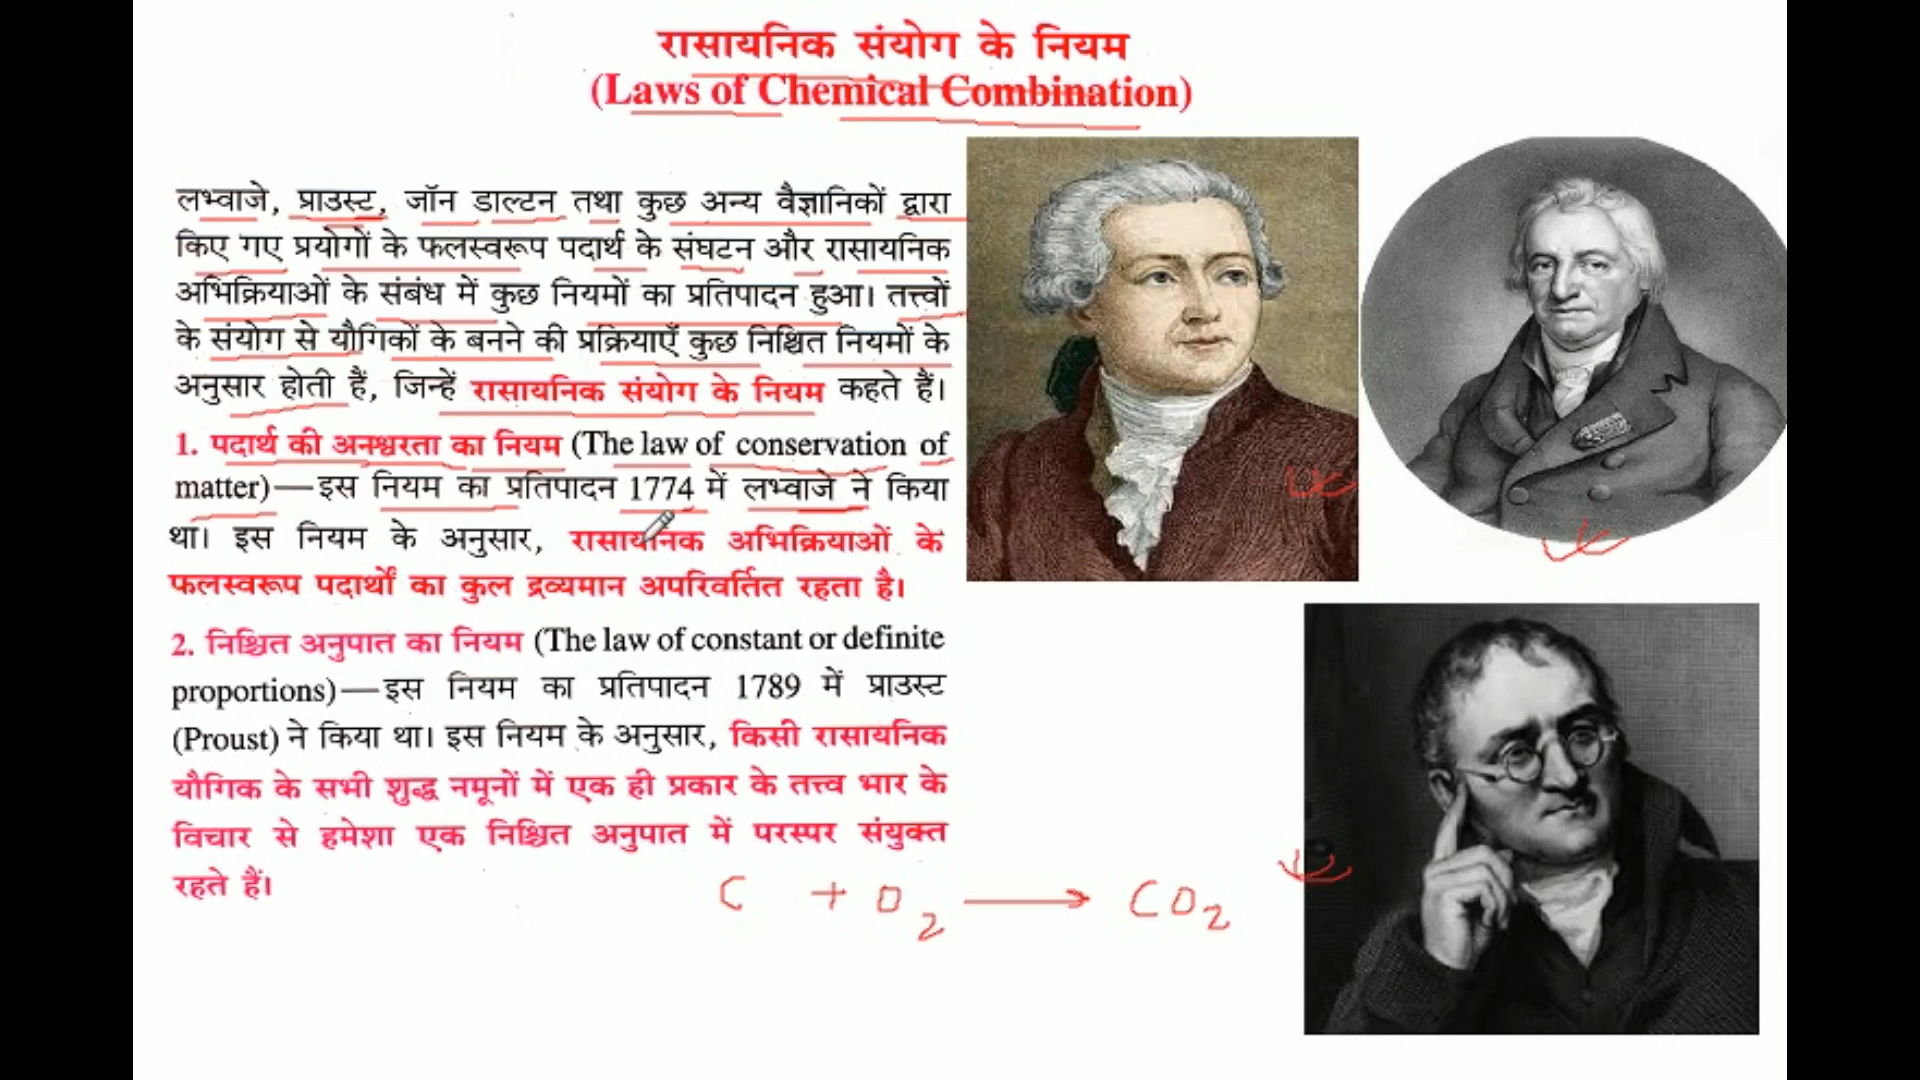 रासायनिक संयोग के नियम
(Laws of Chemical Combination)
लभ्वाजे, प्राउस्ट, जॉन डाल्टन तथा कुछ अन्य वैज्ञानिकों द्वारा
किए गए प्रयोगों के फलस्वरूप पदार्थ के संघटन और रासायनिक
अभिक्रियाओं के संबंध में कुछ नियमों का प्रतिपादन हुआ। तत्त्वों
के संयोग से यौगिकों के बनने की प्रक्रियाएँ कुछ निश्चित नियमों के
अनुसार होती हैं, जिन्हें रासायनिक संयोग के नियम कहते हैं।
1. पदार्थ की अनश्वरता का नियम (The law of conservation of
matter)—इस नियम का प्रतिपादन 1774 में लभ्वाजे ने किया
था। इस नियम के अनुसार, रासायनिक अभिक्रियाओं के
फलस्वरूप पदार्थों का कुल द्रव्यमान अपरिवर्तित रहता है।
2. निश्चित अनुपात का नियम (The law of constant or definite
proportions)—इस नियम का प्रतिपादन 1789 में प्राउस्ट
(Proust) ने किया था। इस नियम के अनुसार, किसी रासायनिक
यौगिक के सभी शुद्ध नमूनों में एक ही प्रकार के तत्त्व भार के
विचार से हमेशा एक निश्चित अनुपात में परस्पर संयुक्त
रहते हैं।
C + O₂ → CO₂